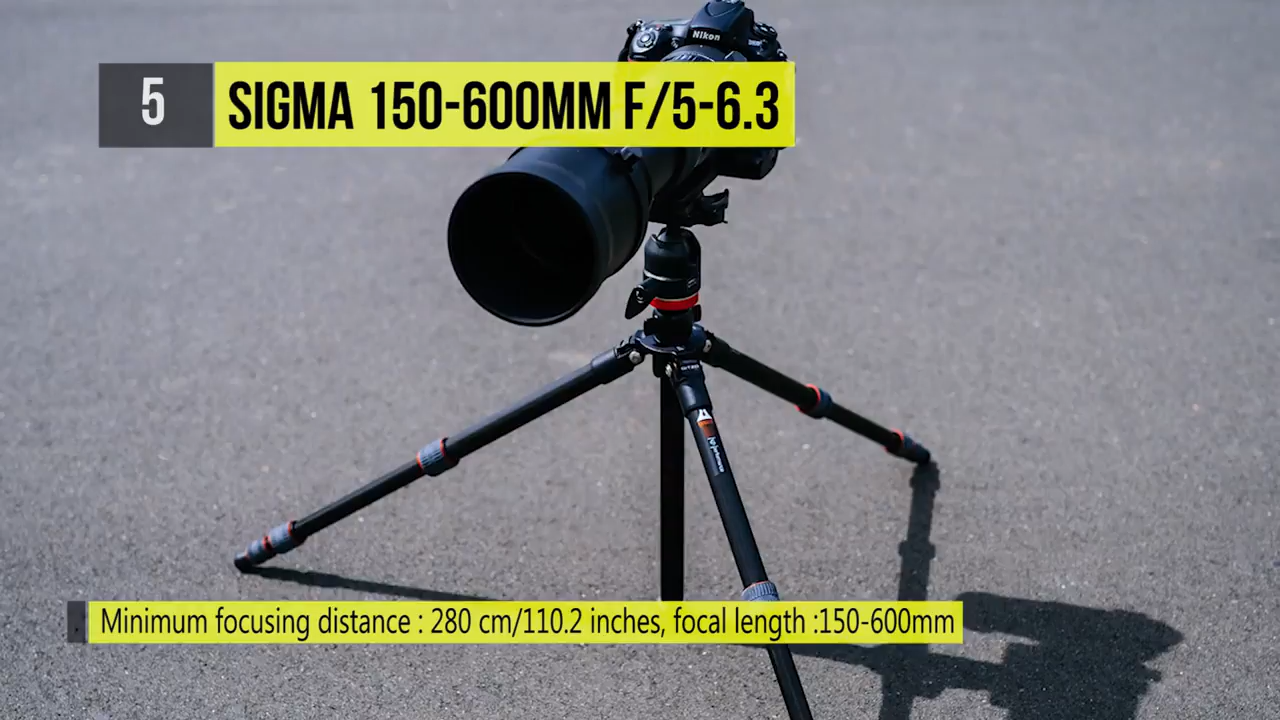 Nikon
5
SIGMA 150-600MM F/5-6.3
Minimum focusing distance : 280 cm/110.2 inches, focal length :150-600mm